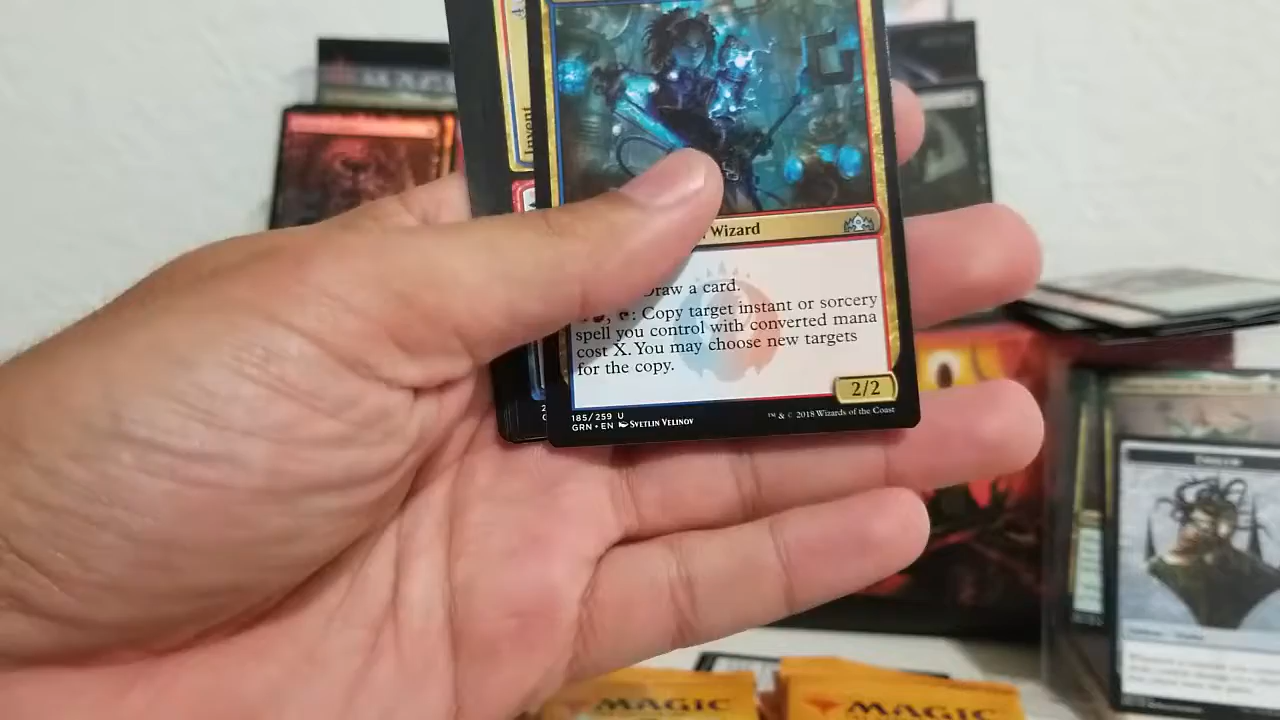 MAGIC
Invent
Wizard
Draw a card.
: Copy target instant or sorcery
spell you control with converted mana
cost X. You may choose new targets
for the copy.
2/2
185/259 U
GRN • EN SVETLIN VELINOV
™ & © 2018 Wizards of the Coast
MAGIC
MAGIC